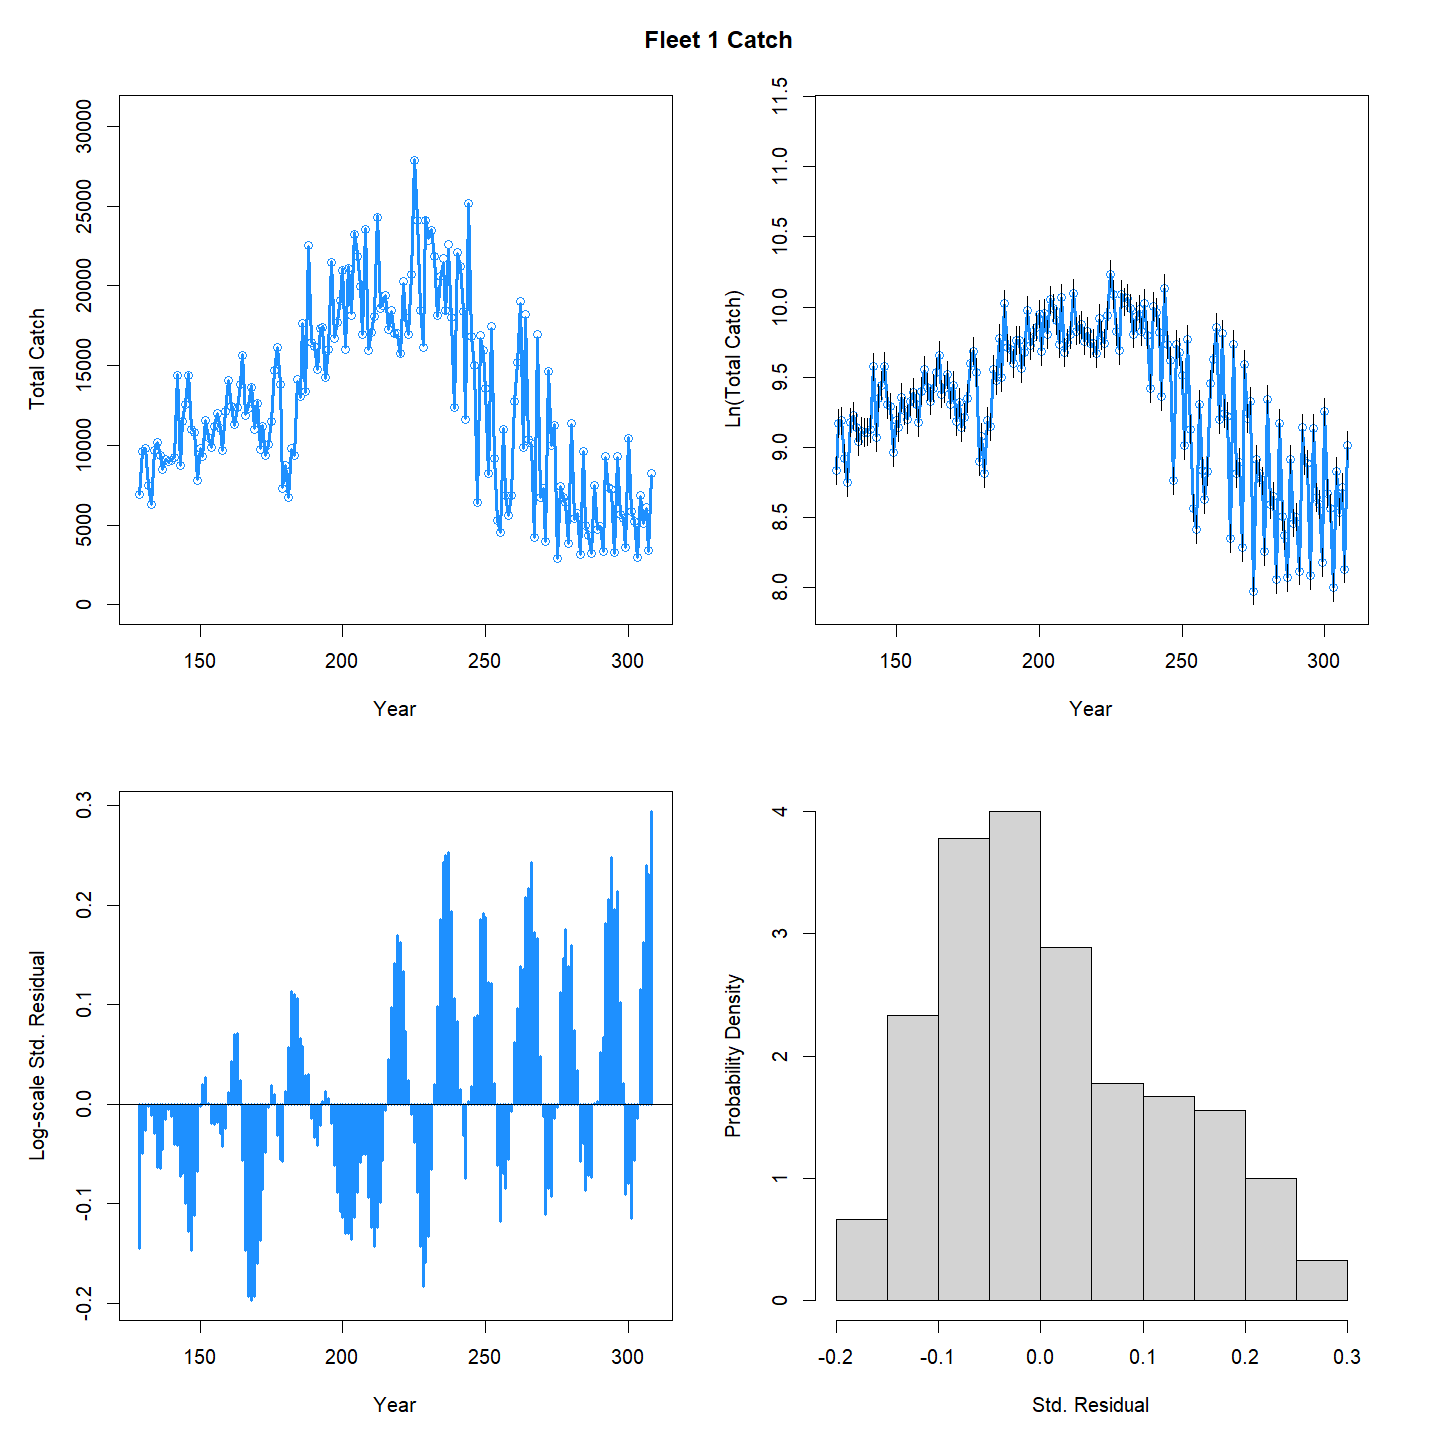 Fleet 1 Catch
Total Catch
0 5000 10000 15000 20000 25000 30000
150 200 250 300
Year
Ln(Total Catch)
8.0 8.5 9.0 9.5 10.0 10.5 11.0 11.5
150 200 250 300
Year
Log-scale Std. Residual
-0.2 -0.1 0.0 0.1 0.2 0.3
150 200 250 300
Year
Probability Density
0 1 2 3 4
-0.2 -0.1 0.0 0.1 0.2 0.3
Std. Residual